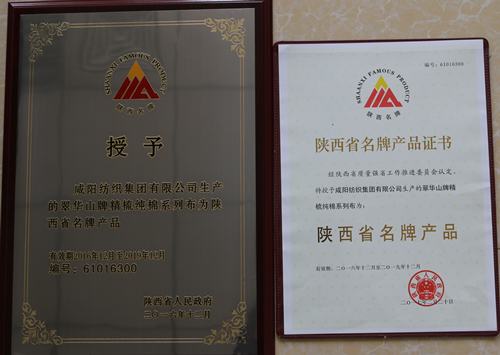 SHAANXI FAMOUS PRODUCT
陕西名牌
授予
咸阳纺织集团有限公司生产
的翠华山牌精梳纯棉系列布为陕
西省名牌产品
有效期2016年12月至2019年12月
编号：61016300
陕西省人民政府
二〇一六年十二月
编号：61016300
SHAANXI FAMOUS PRODUCT
陕西名牌
陕西省名牌产品证书
经陕西省质量强省工作推进委员会认定，
特授予咸阳纺织集团有限公司生产的翠华山牌精
梳纯棉系列布为：
陕西省名牌产品
有效期：二〇一六年十二月至二〇一九年十二月
陕西省人民政府